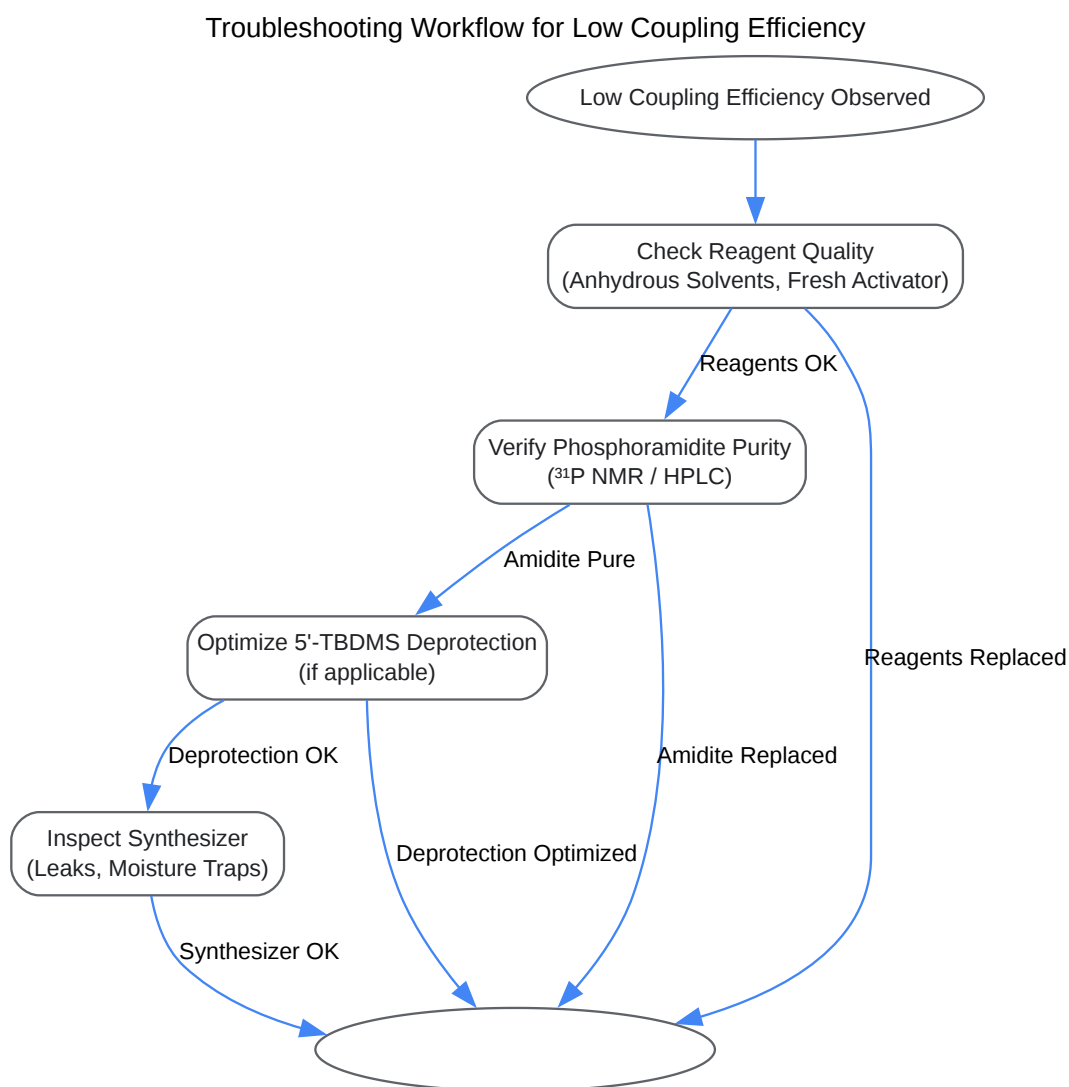 Troubleshooting Workflow for Low Coupling Efficiency
Low Coupling Efficiency Observed
Check Reagent Quality
(Anhydrous Solvents, Fresh Activator)
Reagents OK
Verify Phosphoramidite Purity
(³¹P NMR / HPLC)
Amidite Pure
Optimize 5'-TBDMS Deprotection
(if applicable)
Reagents Replaced
Deprotection OK
Amidite Replaced
Inspect Synthesizer
(Leaks, Moisture Traps)
Deprotection Optimized
Synthesizer OK